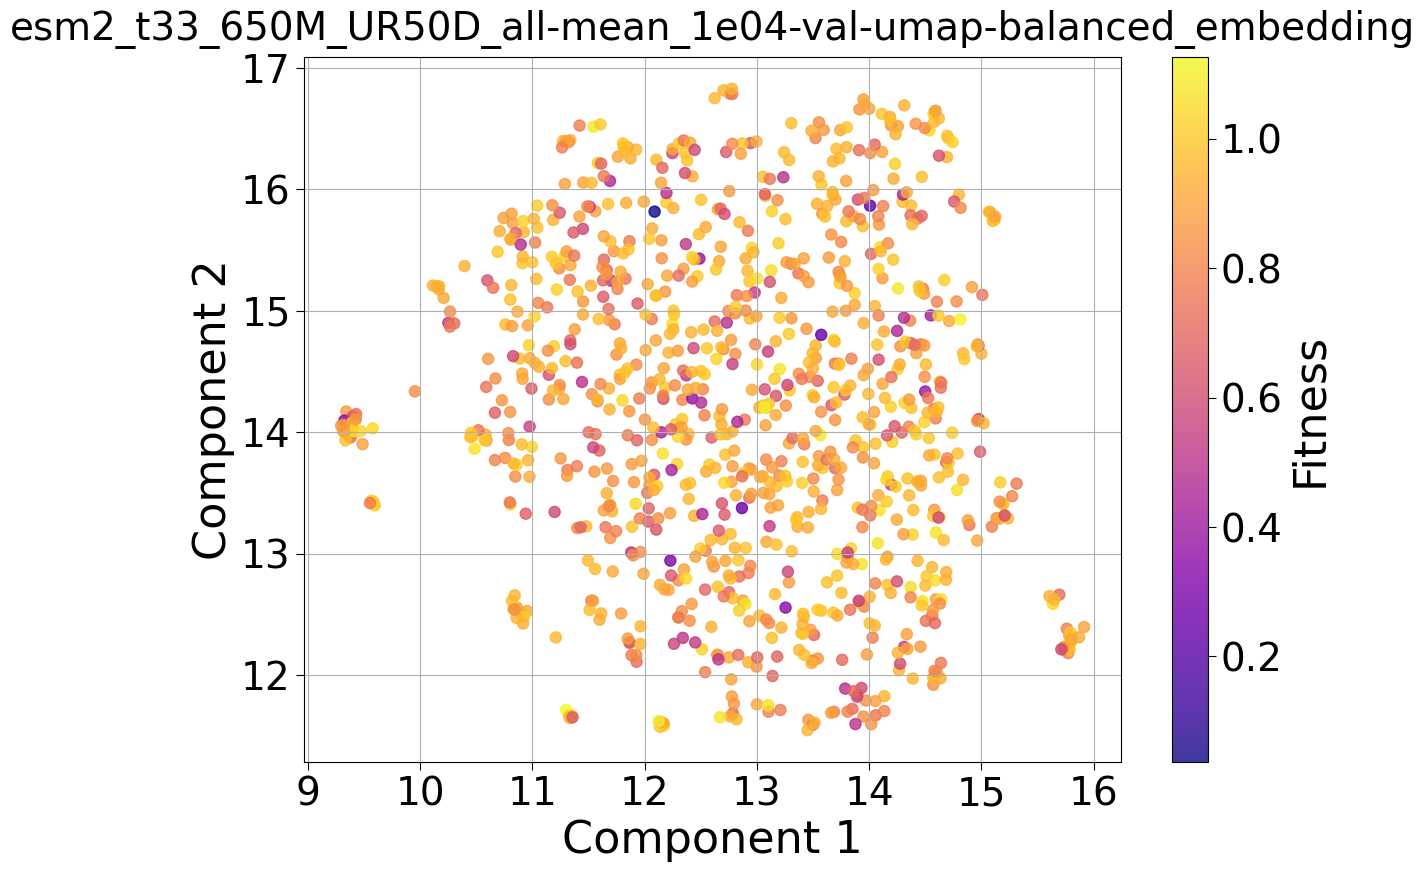 esm2_t33_650M_UR50D_all-mean_1e04-val-umap-balanced_embedding
17
16
15
14
13
12
Component 2
9 10 11 12 13 14 15 16
Component 1
1.0
0.8
0.6
0.4
0.2
Fitness